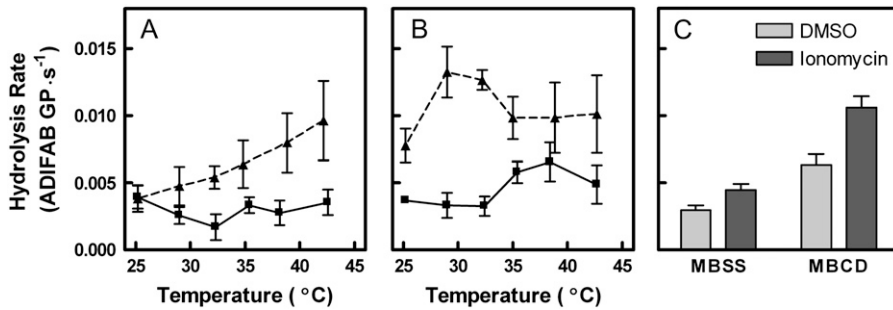 Hydrolysis Rate
(ADIFAB GP·s⁻¹)
0.015
0.010
0.005
0.000
A
25 30 35 40 45
Temperature ( °C)
B
25 30 35 40 45
Temperature ( °C)
C
DMSO
Ionomycin
MBSS MBCD